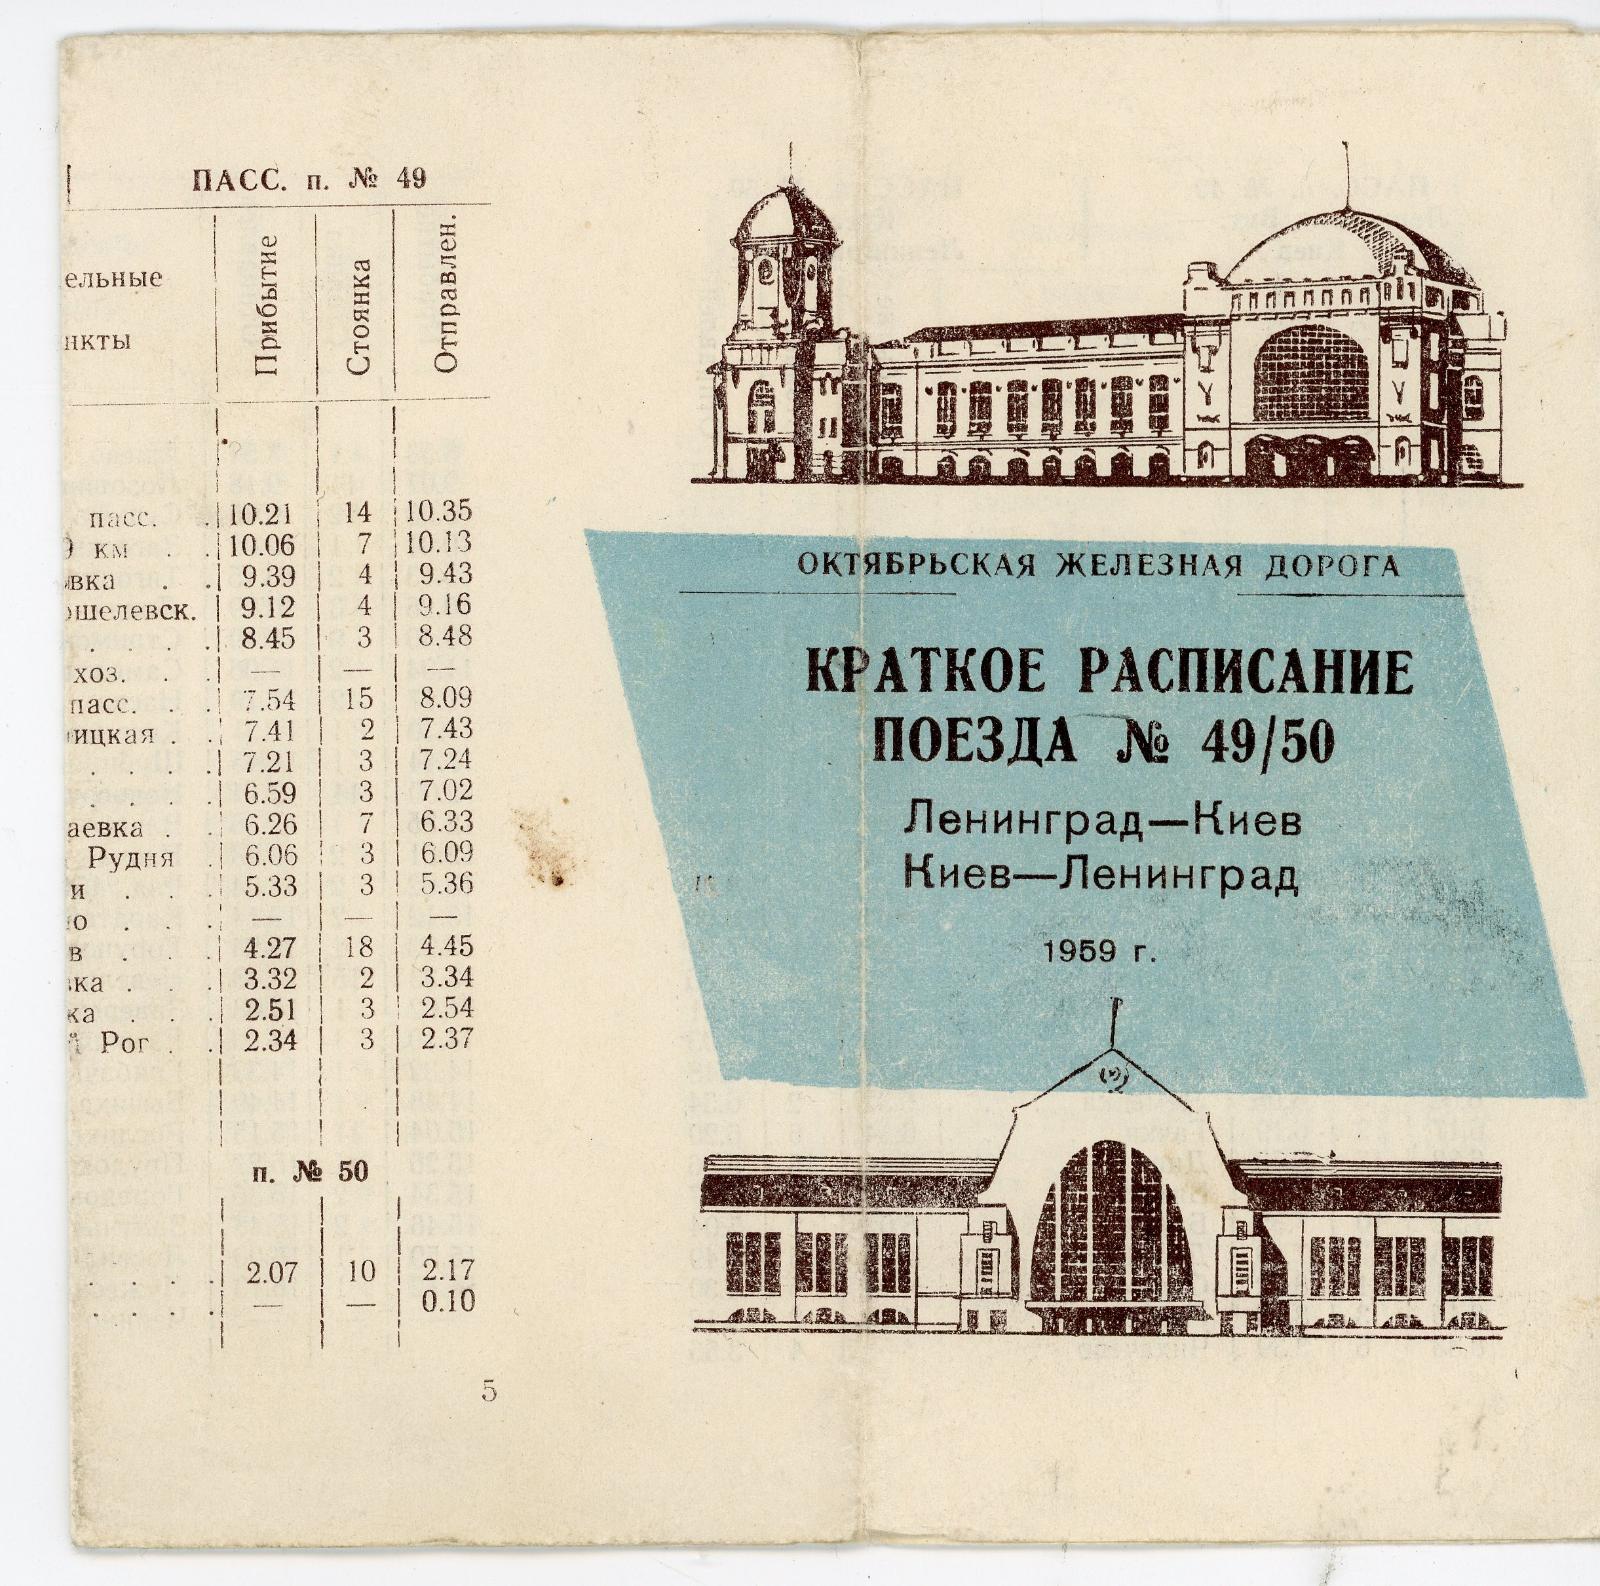 ПАСС. п. № 49
ельные
нкты
Прибытие
Стоянка
Отправлен.
пасс. . 10.21 14 10.35
9 км . . 10.06 7 10.13
вка . . 9.39 4 9.43
шелевск. 9.12 4 9.16
. . . . 8.45 3 8.48
хоз. . . — — —
пасс. . . 7.54 15 8.09
ицкая . . 7.41 2 7.43
. . . . 7.21 3 7.24
. . . . 6.59 3 7.02
аевка . . 6.26 7 6.33
Рудня . 6.06 3 6.09
и . . . 5.33 3 5.36
ю . . . — — —
в . . . 4.27 18 4.45
вка . . . 3.32 2 3.34
ка . . . 2.51 3 2.54
й Рог . . 2.34 3 2.37
п. № 50
. . . . 2.07 10 2.17
. . . . — — 0.10
5
ОКТЯБРЬСКАЯ ЖЕЛЕЗНАЯ ДОРОГА
КРАТКОЕ РАСПИСАНИЕ
ПОЕЗДА № 49/50
Ленинград—Киев
Киев—Ленинград
1959 г.